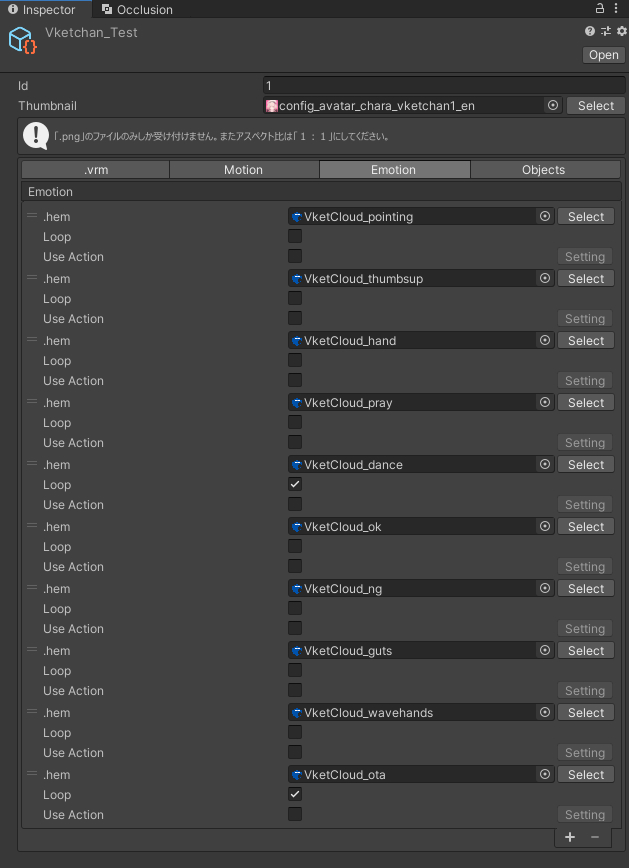 Inspector
Occlusion
Vketchan_Test
Open
Id 1
Thumbnail config_avatar_chara_vketchan1_en Select
「.png」のファイルのみしか受け付けません。またアスペクト比は「１：１」にしてください。
.vrm Motion Emotion Objects
Emotion
.hem VketCloud_pointing Select
Loop
Use Action Setting
.hem VketCloud_thumbsup Select
Loop
Use Action Setting
.hem VketCloud_hand Select
Loop
Use Action Setting
.hem VketCloud_pray Select
Loop
Use Action Setting
.hem VketCloud_dance Select
Loop
Use Action Setting
.hem VketCloud_ok Select
Loop
Use Action Setting
.hem VketCloud_ng Select
Loop
Use Action Setting
.hem VketCloud_guts Select
Loop
Use Action Setting
.hem VketCloud_wavehands Select
Loop
Use Action Setting
.hem VketCloud_ota Select
Loop
Use Action Setting